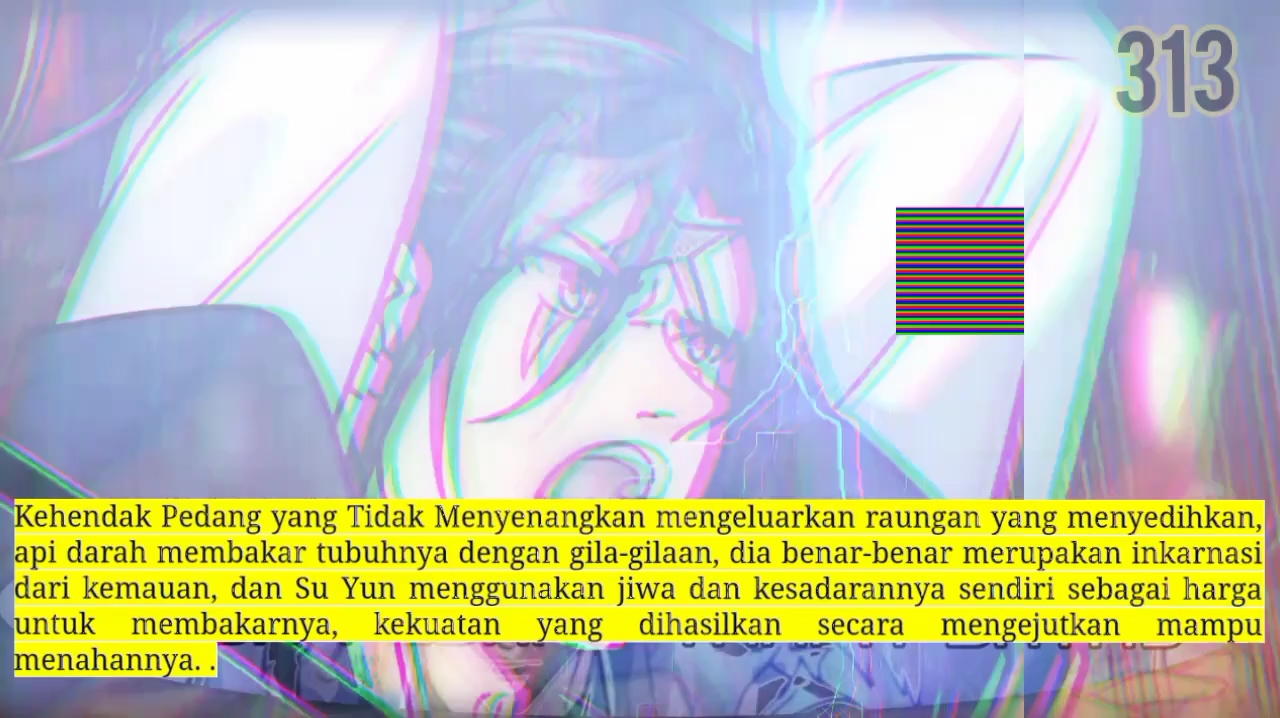 313
Kehendak Pedang yang Tidak Menyenangkan mengeluarkan raungan yang menyedihkan,
api darah membakar tubuhnya dengan gila-gilaan, dia benar-benar merupakan inkarnasi
dari kemauan, dan Su Yun menggunakan jiwa dan kesadarannya sendiri sebagai harga
untuk membakarnya, kekuatan yang dihasilkan secara mengejutkan mampu
menahannya. .